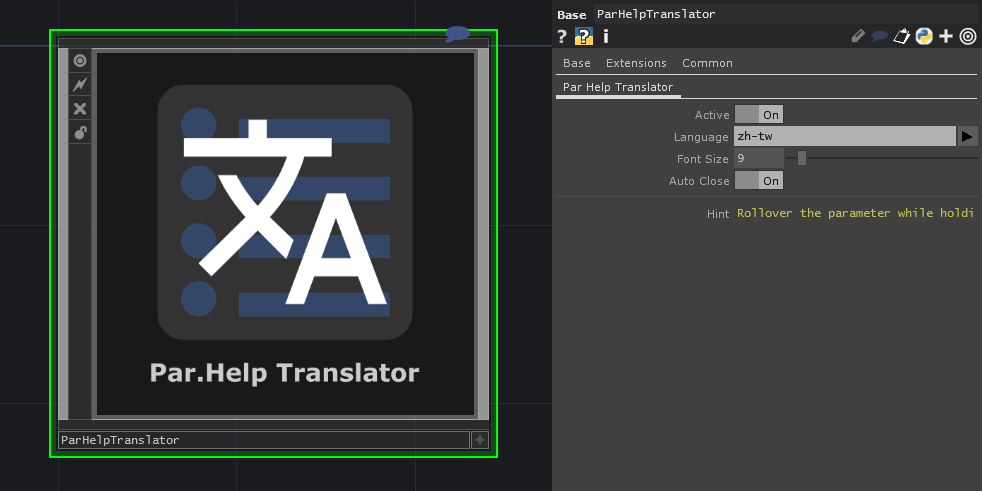 文A
Par.Help Translator
ParHelpTranslator
Base ParHelpTranslator
? ? i
Base Extensions Common
Par Help Translator
Active On
Language zh-tw
Font Size 9
Auto Close On
Hint Rollover the parameter while holdi